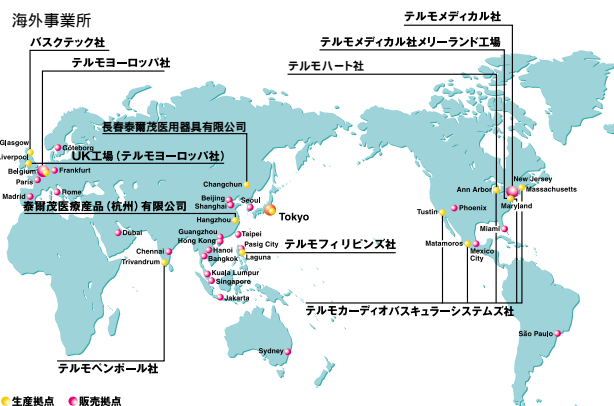 海外事業所
テルモメディカル社
バスクテック社
テルモメディカル社メリーランド工場
テルモヨーロッパ社
テルモハート社
長春泰爾茂医用器具有限公司
Glasgow
Göteborg
Liverpool
UK工場（テルモヨーロッパ社）
Belgium
Frankfurt
Paris
Madrid
Rome
Changchun
Beijing
Seoul
Shanghai
泰爾茂医療産品（杭州）有限公司
Tokyo
Hangzhou
Guangzhou
Taipei
Hong Kong
Dobai
Pasig City
テルモフィリピンズ社
Chennai
Hanoi
Laguna
Trivandrum
Bangkok
Kuala Lumpur
Singapore
Jakarta
New Jersey
Ann Arbor
Massachusetts
Maryland
Tustin
Phoenix
Miami
Matamoros
Mexico
City
テルモカーディオバスキュラーシステムズ社
São Paulo
Sydney
テルモペンポール社
生産拠点
販売拠点